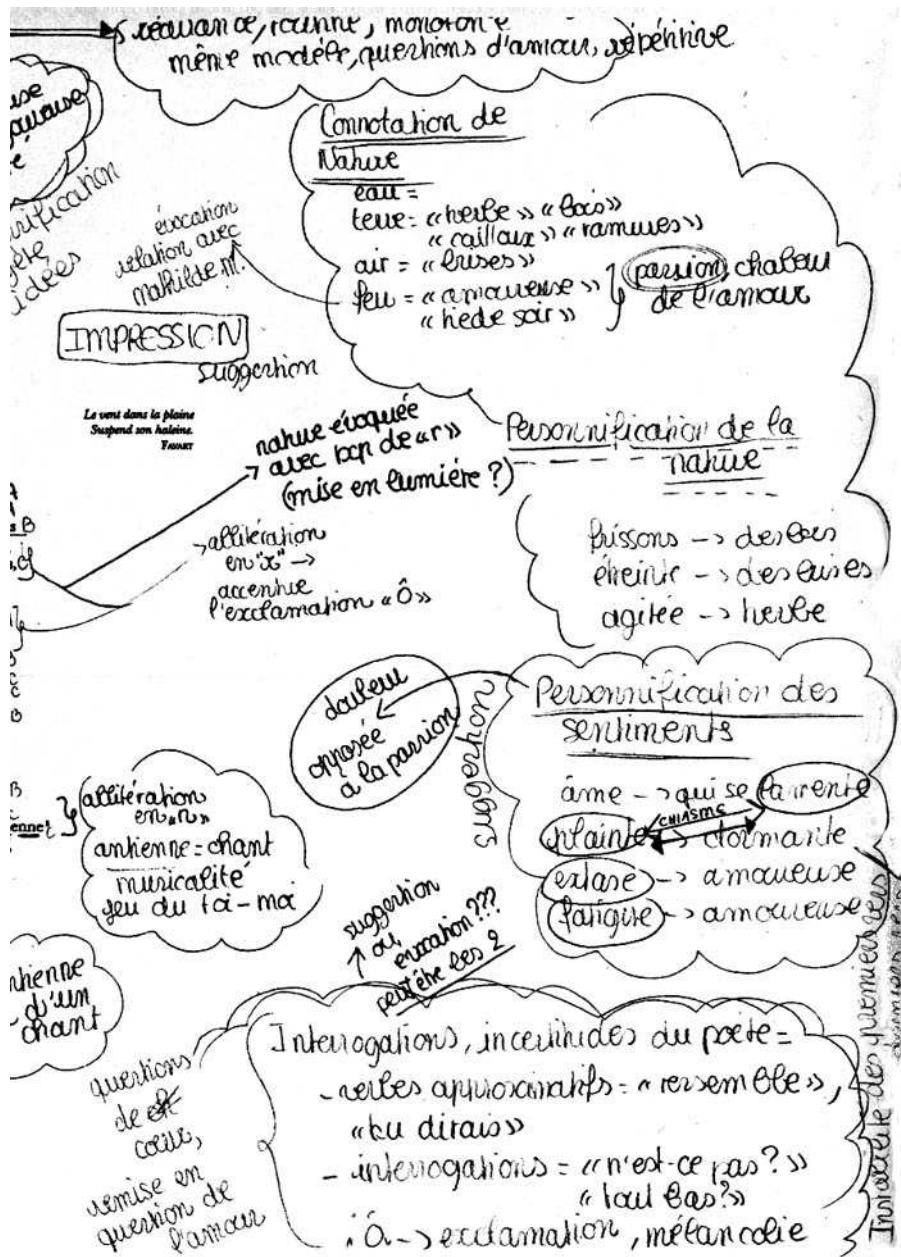 routine, monotone
même modèle, questions d'amour, répétitive
Connotation de
Nature
eau =
terre = «herbe» «bois»
«cailloux» «ramures»
air = «brises»
feu = «amoureuse»
«tiède soir»
passion, chaleur
de l'amour
évocation
relation avec
Mathilde M.
idées
IMPRESSION
suggestion
Le vent dans la plaine
Suspend son haleine.
FAVART
nature évoquée
avec bcp de «r»
(mise en lumière ?)
allitération
accentue
l'exclamation «Ô»
Personnification de la
nature
frissons -> des bois
étreinte -> des brises
agitée -> herbe
douleur
opposée
à la passion
suggestion
Personnification des
sentiments
âme -> qui se lamente
CHIASME
plainte -> dormante
extase -> amoureuse
fatigue -> amoureuse
allitération
antienne = chant
musicalité
jeu du toi-moi
d'un
chant
suggestion
ou
évocation???
peut être les 2
Interrogations, incertitudes du poète =
- verbes approximatifs = «ressemble»,
«tu dirais»
- interrogations = «n'est-ce pas?»
«tout bas?»
Ô -> exclamation, mélancolie
questions
de
cœur,
remise en
question de
l'amour
des premiers vers